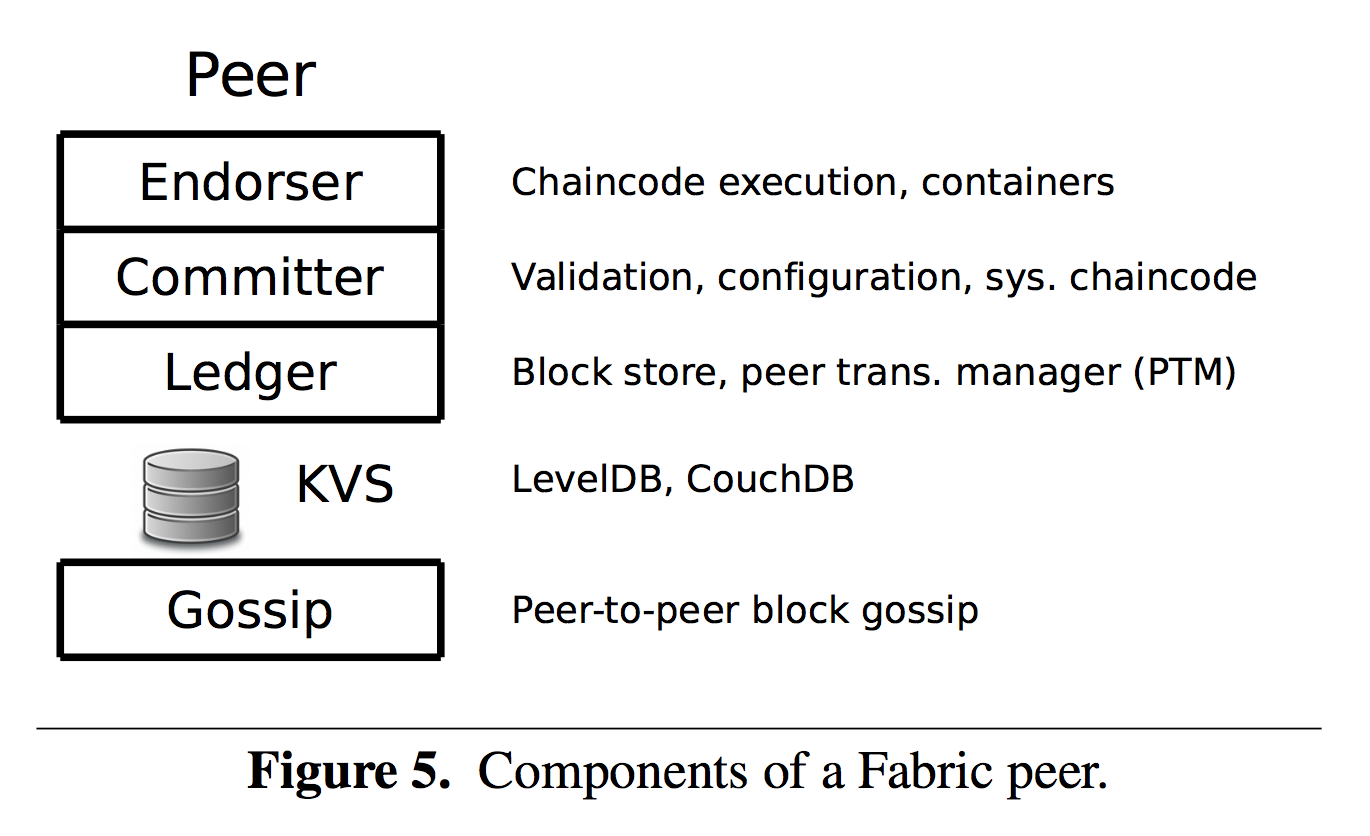 Peer
Endorser
Chaincode execution, containers
Committer
Validation, configuration, sys. chaincode
Ledger
Block store, peer trans. manager (PTM)
KVS
LevelDB, CouchDB
Gossip
Peer-to-peer block gossip
Figure 5. Components of a Fabric peer.